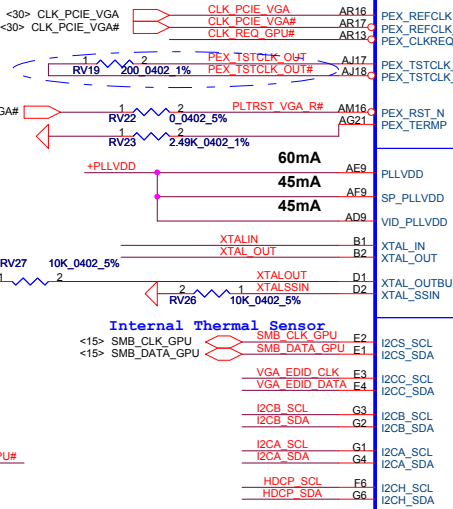 <30> CLK_PCIE_VGA CLK_PCIE_VGA AR16 PEX_REFCLK
<30> CLK_PCIE_VGA# CLK_PCIE_VGA# AR17 PEX_REFCLK_
CLK_REQ_GPU# AR13 PEX_CLKREQ
PEX_TSTCLK_OUT AJ17 PEX_TSTCLK_
1 2
RV19 200_0402_1% PEX_TSTCLK_OUT# AJ18 PEX_TSTCLK_
GA# 1 2 PLTRST_VGA_R# AM16 PEX_RST_N
RV22 0_0402_5% AG21 PEX_TERMP
1 2
RV23 2.49K_0402_1%
60mA
+PLLVDD AE9 PLLVDD
45mA
AF9 SP_PLLVDD
45mA
AD9 VID_PLLVDD
XTALIN B1 XTAL_IN
XTAL_OUT B2 XTAL_OUT
RV27 10K_0402_5%
1 2 XTALOUT D1 XTAL_OUTBU
2 1 XTALSSIN D2 XTAL_SSIN
RV26 10K_0402_5%
Internal Thermal Sensor
<15> SMB_CLK_GPU SMB_CLK_GPU E2 I2CS_SCL
<15> SMB_DATA_GPU SMB_DATA_GPU E1 I2CS_SDA
VGA_EDID_CLK E3 I2CC_SCL
VGA_EDID_DATA E4 I2CC_SDA
I2CB_SCL G3 I2CB_SCL
I2CB_SDA G2 I2CB_SDA
I2CA_SCL G1 I2CA_SCL
PU# I2CA_SDA G4 I2CA_SDA
HDCP_SCL F6 I2CH_SCL
HDCP_SDA G6 I2CH_SDA